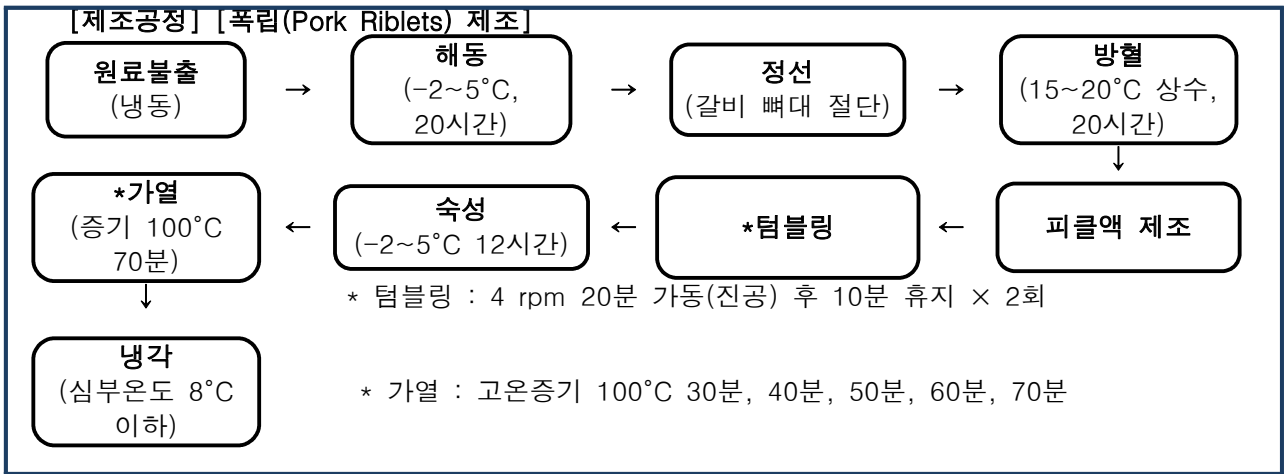 [제조공정] [폭립(Pork Riblets) 제조]
원료불출
(냉동)
→
해동
(-2~5°C,
20시간)
→
정선
(갈비 뼈대 절단)
→
방혈
(15~20°C 상수,
20시간)
↓
피클액 제조
←
*텀블링
←
숙성
(-2~5°C 12시간)
←
*가열
(증기 100°C
70분)
↓
* 텀블링 : 4 rpm 20분 가동(진공) 후 10분 휴지 × 2회
냉각
(심부온도 8°C
이하)
* 가열 : 고온증기 100°C 30분, 40분, 50분, 60분, 70분